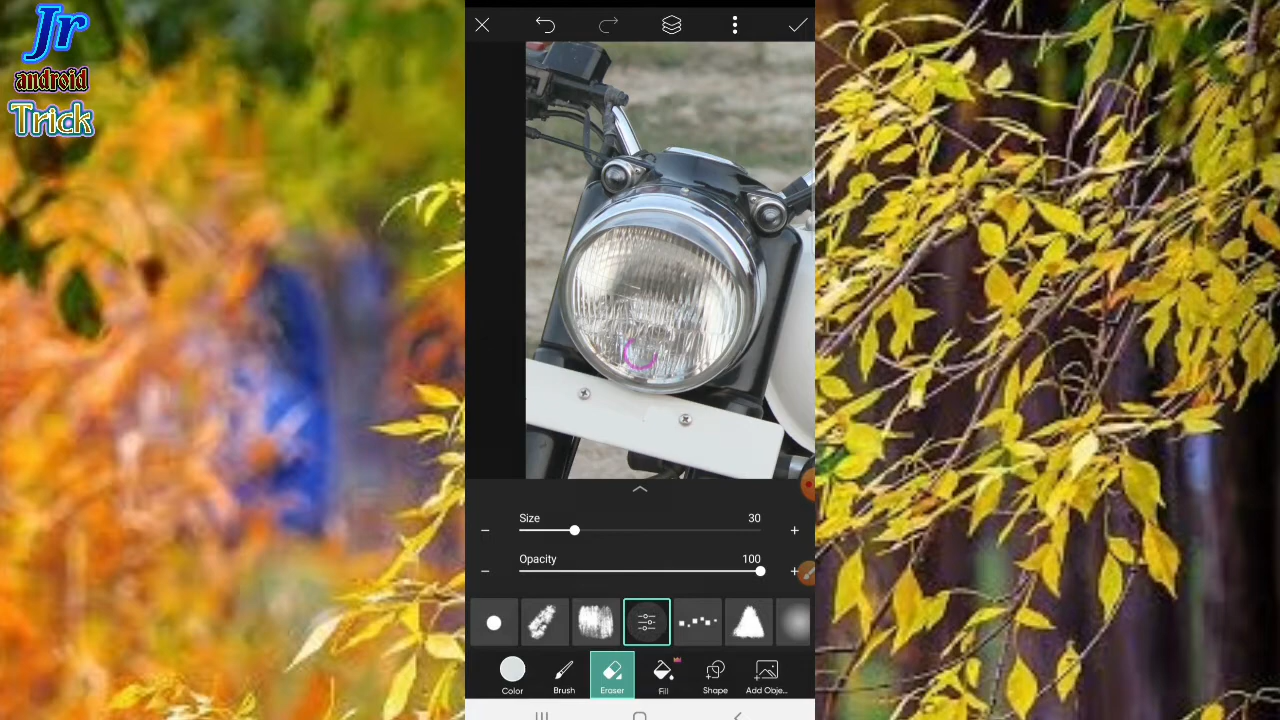 Jr
android
Trick
Size 30
Opacity 100
Color Brush Eraser Fill Shape Add Obje...